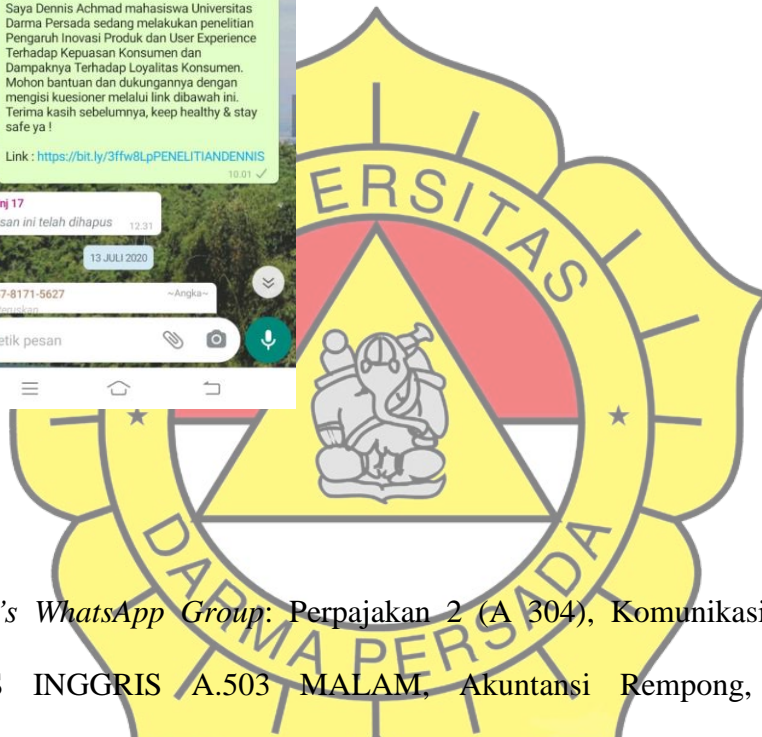 Saya Dennis Achmad mahasiswa Universitas
Darma Persada sedang melakukan penelitian
Pengaruh Inovasi Produk dan User Experience
Terhadap Kepuasan Konsumen dan
Dampaknya Terhadap Loyalitas Konsumen.
Mohon bantuan dan dukungannya dengan
mengisi kuesioner melalui link dibawah ini.
Terima kasih sebelumnya, keep healthy & stay
safe ya !
Link : https://bit.ly/3ffw8LpPENELITIANDENNIS
10.01
nj 17
san ini telah dihapus 12.31
13 JULI 2020
7-8171-5627 ~Angka~
etik pesan
ERSITAS
DARMA PERSADA
's WhatsApp Group: Perpajakan 2 (A 304), Komunikasi
S INGGRIS A.503 MALAM, Akuntansi Rempong,